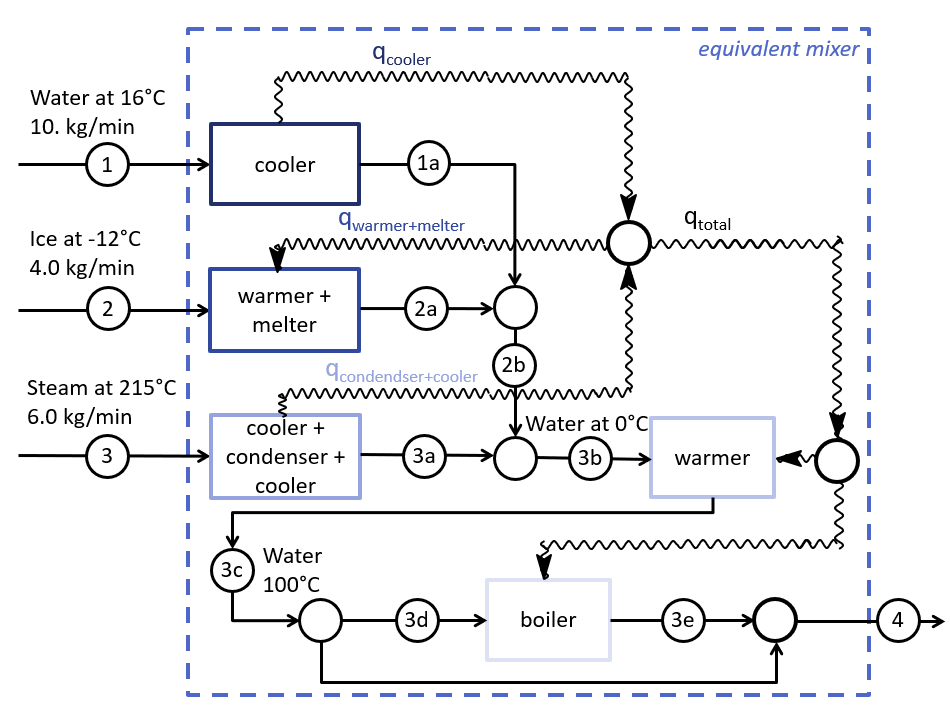 equivalent mixer
qcooler
Water at 16°C
10. kg/min
1
cooler
1a
qwarmer+melter
qtotal
Ice at -12°C
4.0 kg/min
2
warmer +
melter
2a
2b
qcondendser+cooler
Steam at 215°C
6.0 kg/min
3
cooler +
condenser +
cooler
3a
Water at 0°C
3b
warmer
3c
Water
100°C
3d
boiler
3e
4